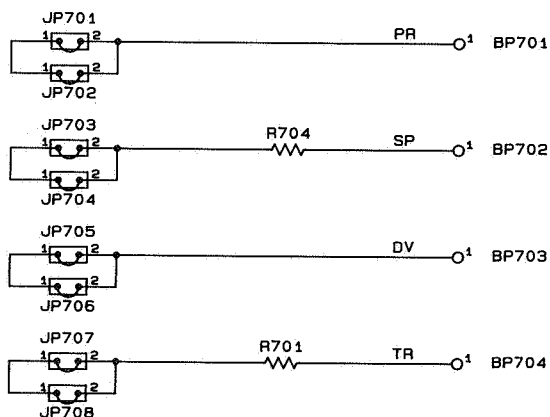 JP701
1 2 PR 1 BP701
1 2
JP702
JP703
1 2 R704 SP 1 BP702
1 2
JP704
JP705
1 2 DV 1 BP703
1 2
JP706
JP707
1 2 R701 TR 1 BP704
1 2
JP708